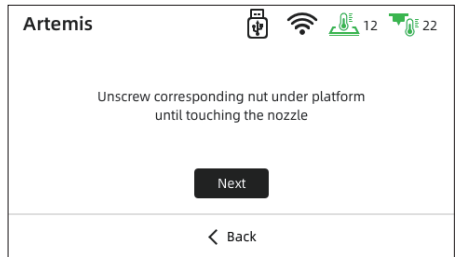 Artemis 12 22
Unscrew corresponding nut under platform
until touching the nozzle
Next
Back